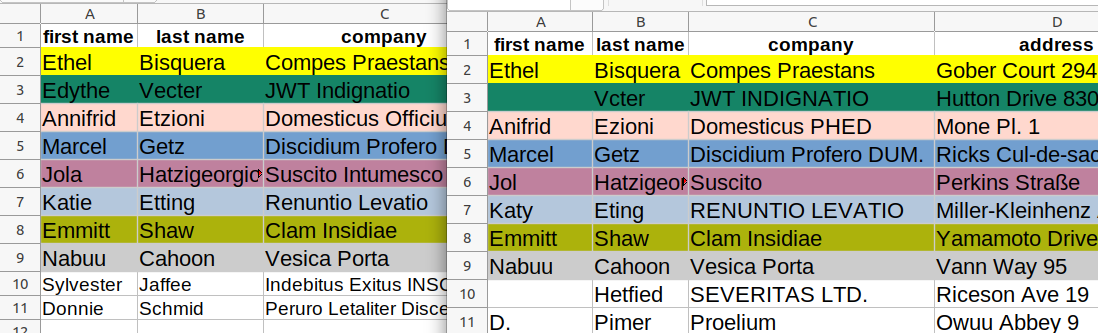 A B C
1 first name last name company
2 Ethel Bisquera Compes Praestans
3 Edythe Vecter JWT Indignatio
4 Annifrid Etzioni Domesticus Officiu
5 Marcel Getz Discidium Profero
6 Jola Hatzigeorgio Suscito Intumesco
7 Katie Etting Renuntio Levatio
8 Emmitt Shaw Clam Insidiae
9 Nabuu Cahoon Vesica Porta
10 Sylvester Jaffee Indebitus Exitus INSC
11 Donnie Schmid Peruro Letaliter Disce
12
A B C D
1 first name last name company address
2 Ethel Bisquera Compes Praestans Gober Court 294
3 Vcter JWT INDIGNATIO Hutton Drive 830
4 Anifrid Ezioni Domesticus PHED Mone Pl. 1
5 Marcel Getz Discidium Profero DUM. Ricks Cul-de-sac
6 Jol Hatzigeor Suscito Perkins Straße
7 Katy Eting RENUNTIO LEVATIO Miller-Kleinhenz
8 Emmitt Shaw Clam Insidiae Yamamoto Drive
9 Nabuu Cahoon Vesica Porta Vann Way 95
10 Hetfied SEVERITAS LTD. Riceson Ave 19
11 D. Pimer Proelium Owuu Abbey 9